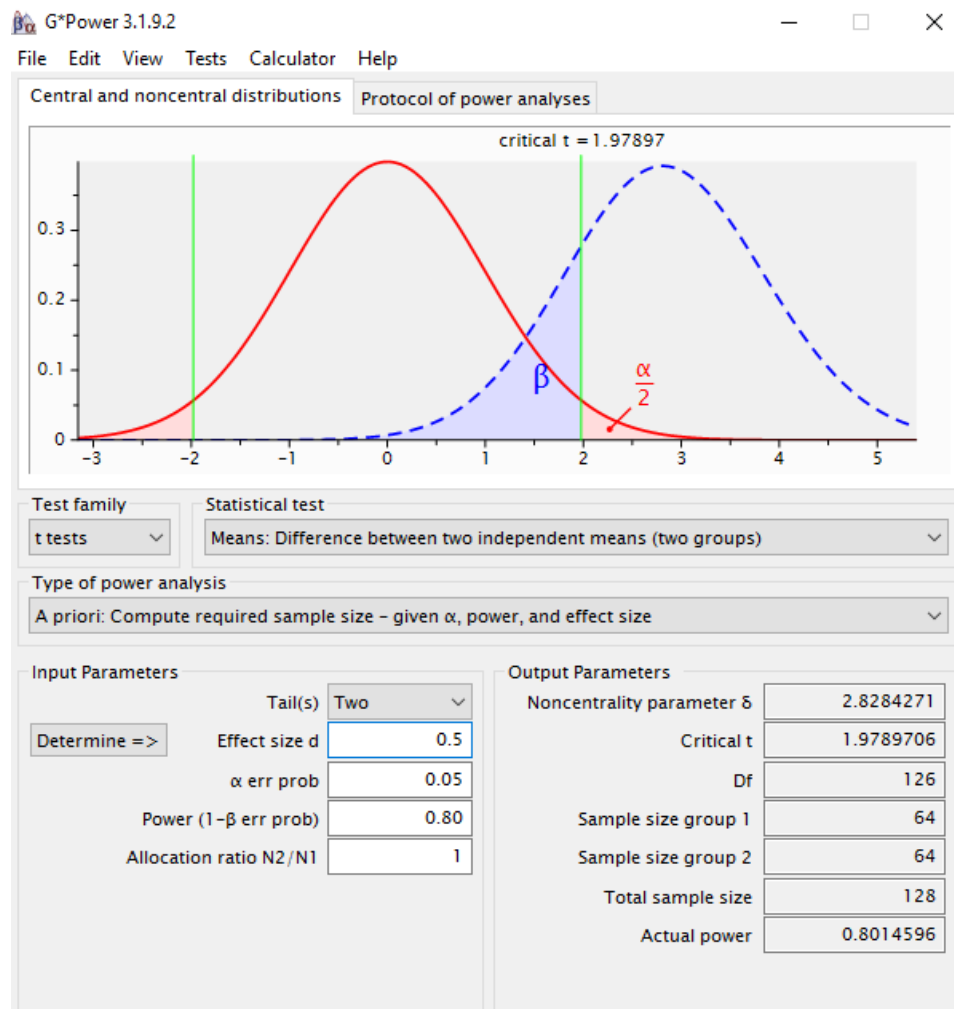 G*Power 3.1.9.2
File Edit View Tests Calculator Help
Central and noncentral distributions Protocol of power analyses
critical t = 1.97897
0.3
0.2
0.1
0
β
α
2
-3 -2 -1 0 1 2 3 4 5
Test family Statistical test
t tests Means: Difference between two independent means (two groups)
Type of power analysis
A priori: Compute required sample size – given α, power, and effect size
Input Parameters Output Parameters
Tail(s) Two Noncentrality parameter δ 2.8284271
Determine => Effect size d 0.5 Critical t 1.9789706
α err prob 0.05 Df 126
Power (1-β err prob) 0.80 Sample size group 1 64
Allocation ratio N2/N1 1 Sample size group 2 64
Total sample size 128
Actual power 0.8014596